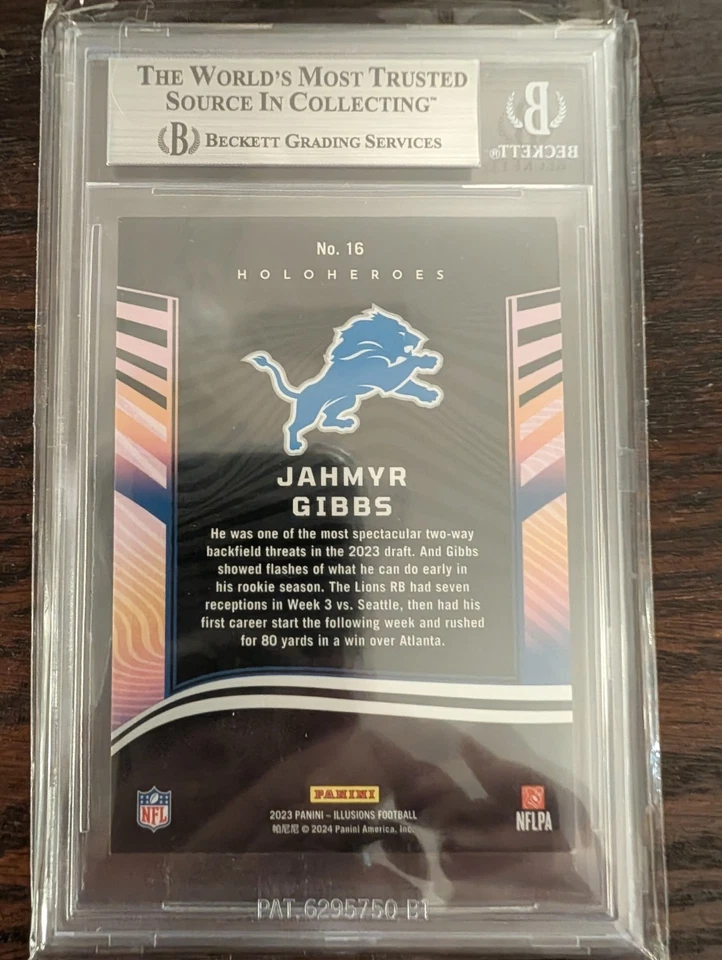 THE WORLD'S MOST TRUSTED
SOURCE IN COLLECTING™
B BECKETT GRADING SERVICES
B
BECKETT®
No. 16
HOLOHEROES
JAHMYR
GIBBS
He was one of the most spectacular two-way
backfield threats in the 2023 draft. And Gibbs
showed flashes of what he can do early in
his rookie season. The Lions RB had seven
receptions in Week 3 vs. Seattle, then had his
first career start the following week and rushed
for 80 yards in a win over Atlanta.
PANINI
NFL
2023 PANINI – ILLUSIONS FOOTBALL
帕尼尼 © 2024 Panini America, Inc.
NFLPA
PAT.6295750 B1